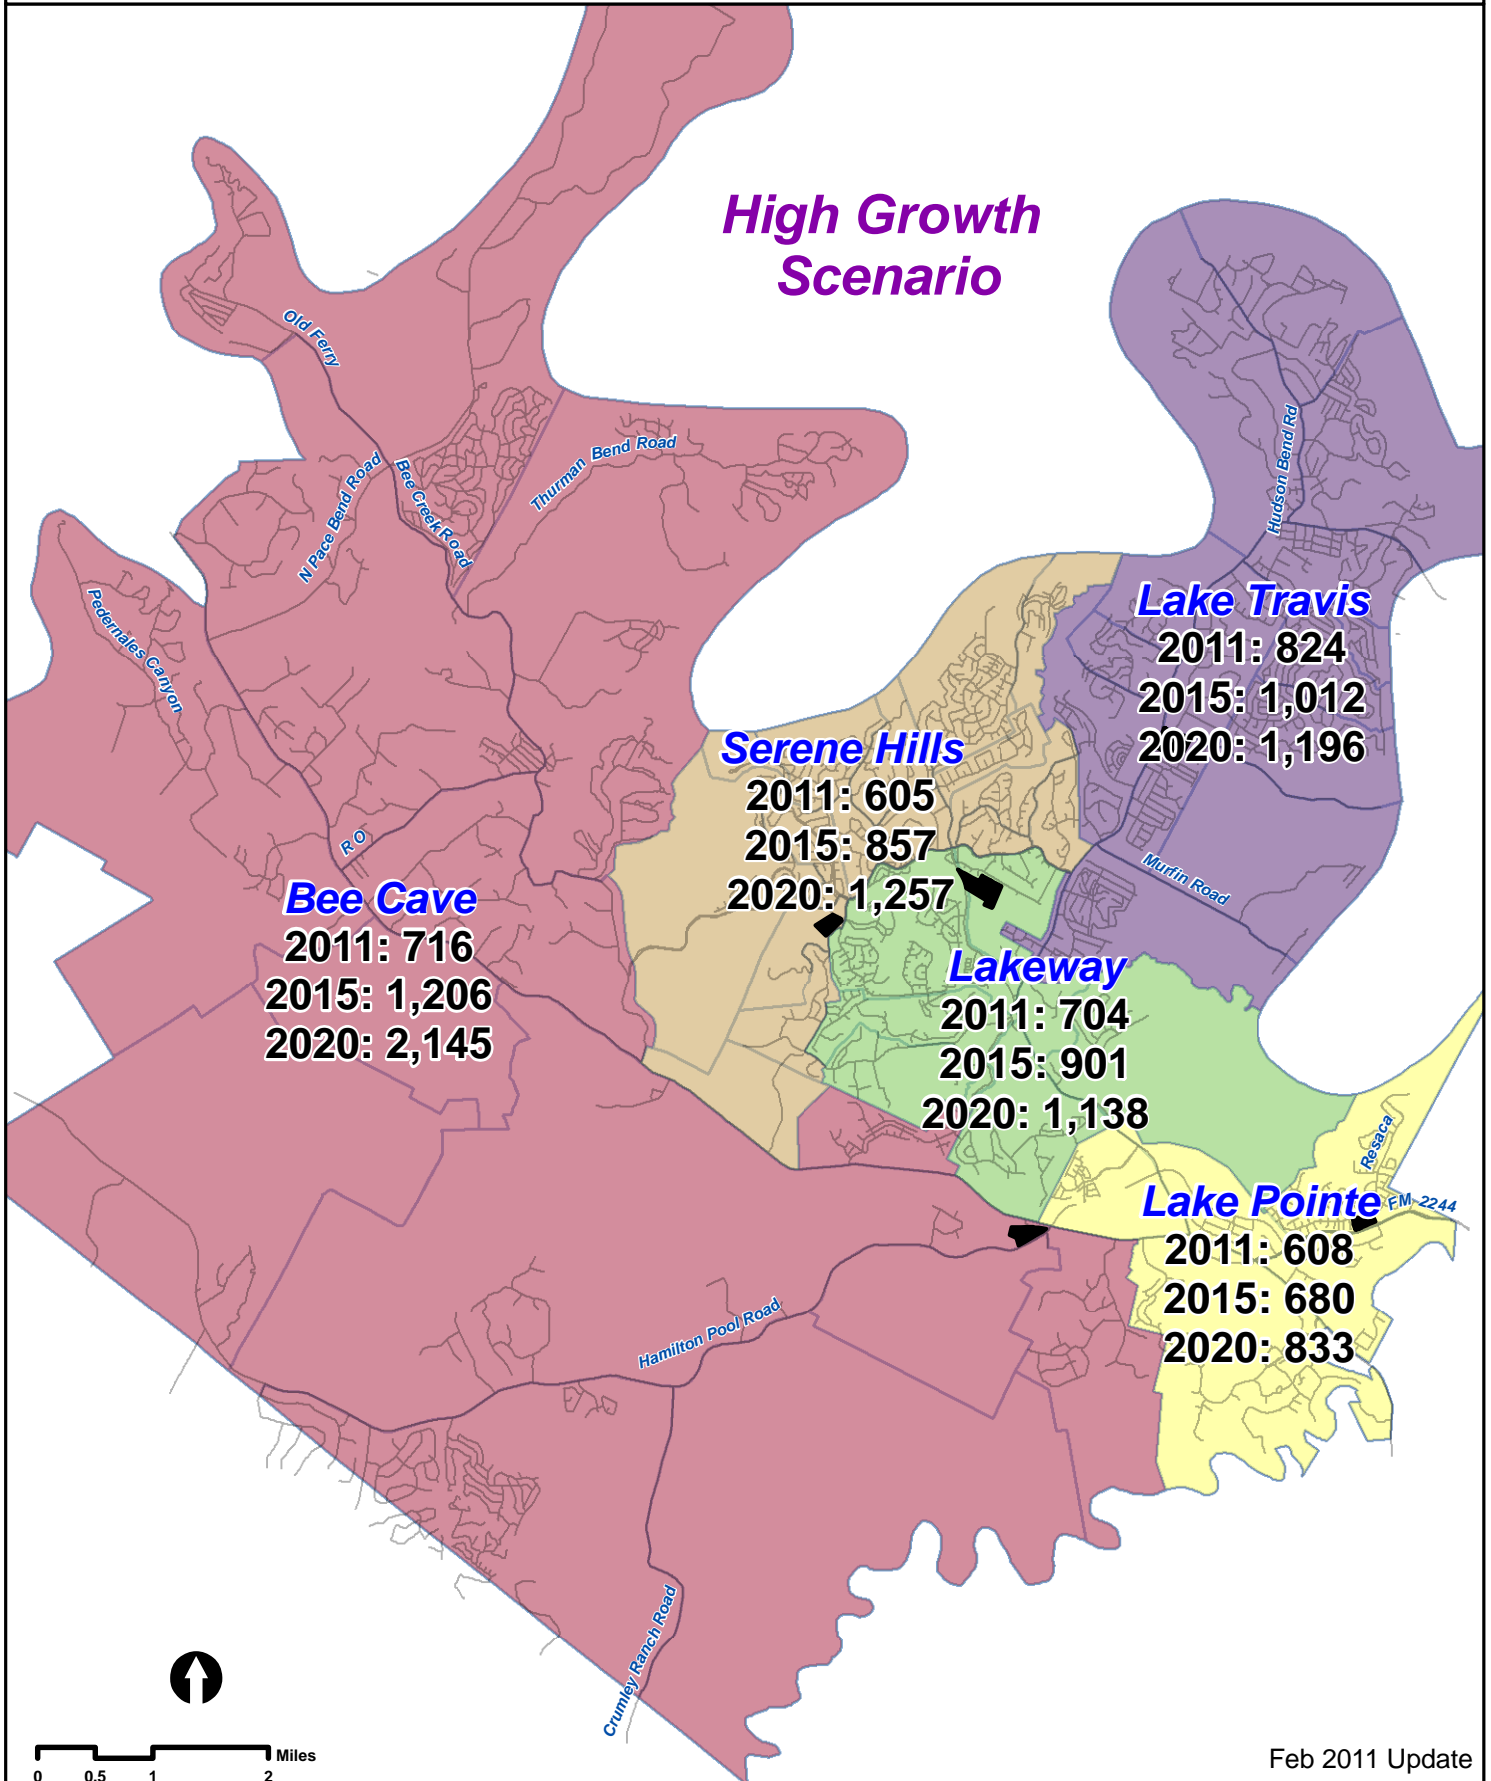 High Growth
Scenario
Old Ferry
N Pace Bend Road
Bee Creek Road
Thurman Bend Road
Hudson Bend Rd
Pedernales Canyon
Lake Travis
2011: 824
2015: 1,012
2020: 1,196
Serene Hills
2011: 605
2015: 857
2020: 1,257
R O
Murfin Road
Bee Cave
2011: 716
2015: 1,206
2020: 2,145
Lakeway
2011: 704
2015: 901
2020: 1,138
Resaca
Lake Pointe
FM 2244
2011: 608
2015: 680
2020: 833
Hamilton Pool Road
Crumley Ranch Road
Miles
0 0.5 1 2
Feb 2011 Update